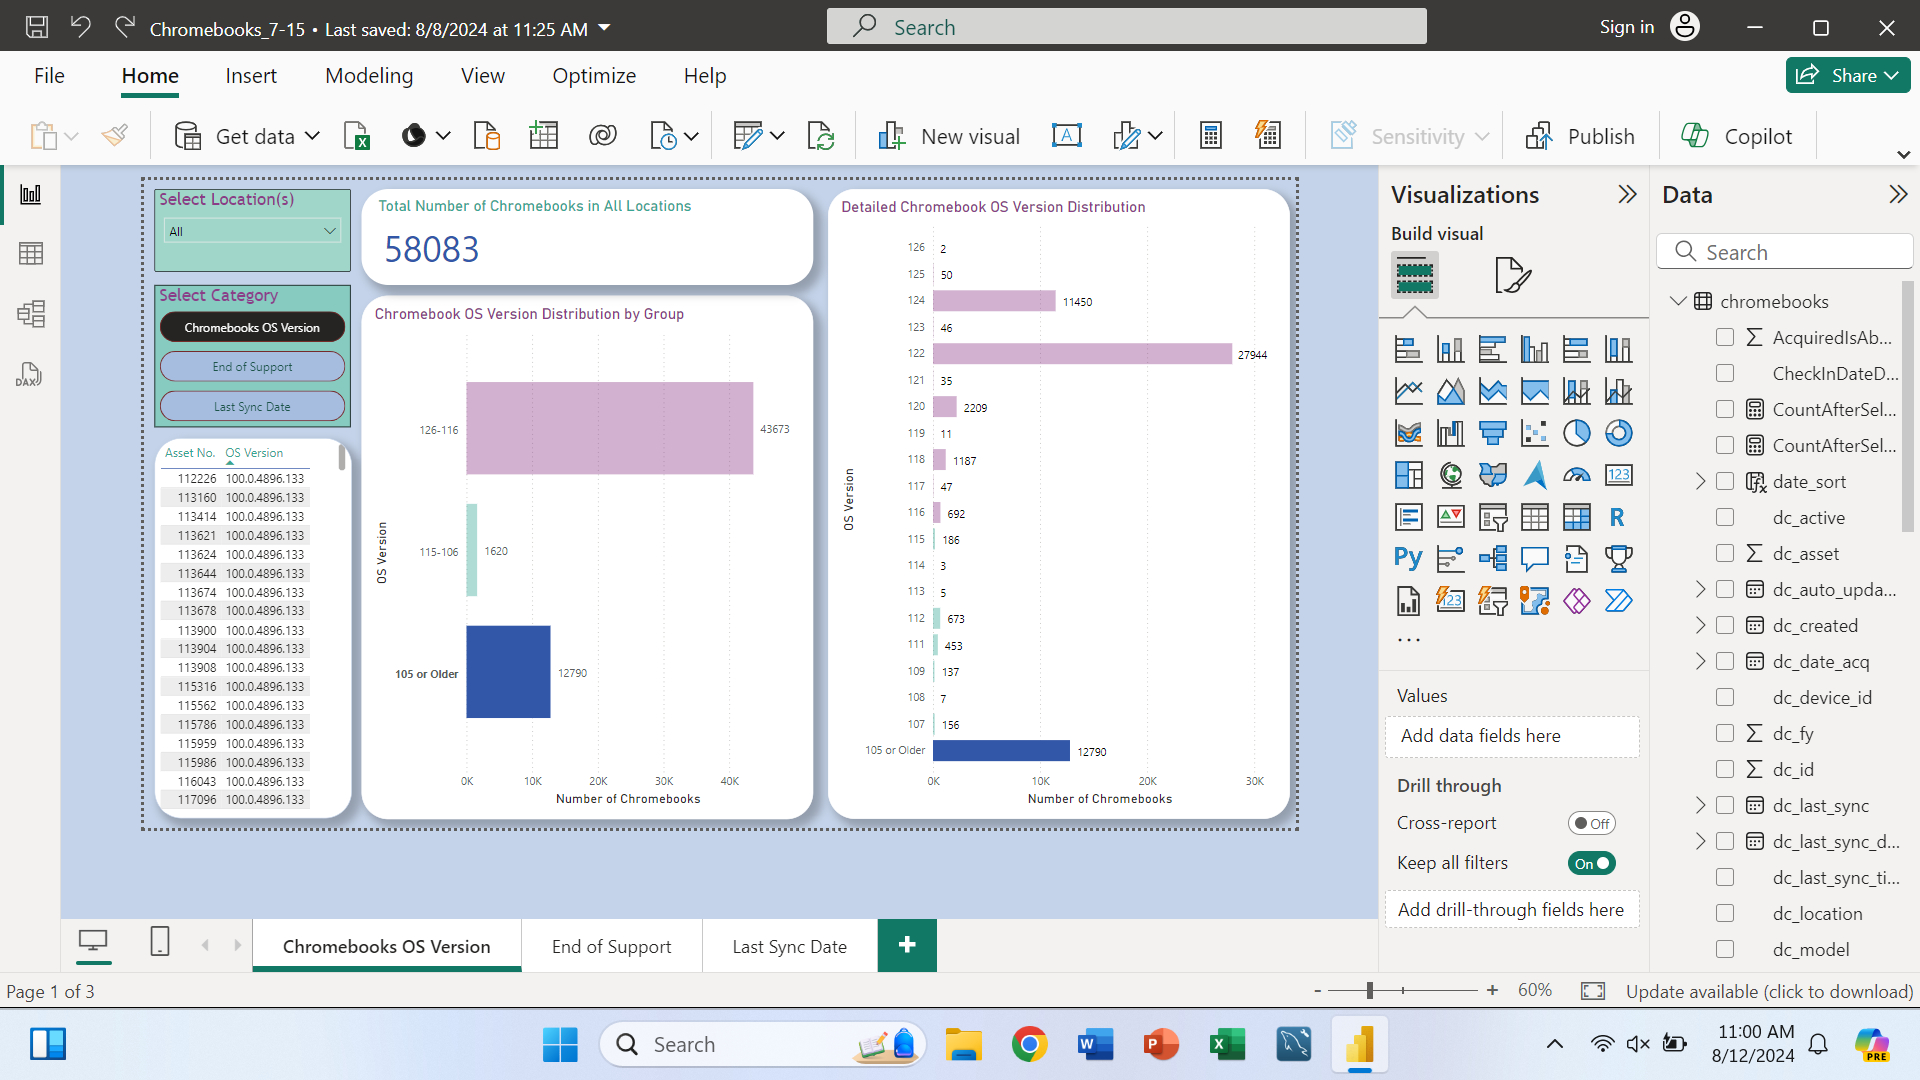 Chromebooks_7-15 • Last saved: 8/8/2024 at 11:25 AM
Search
Sign in
File Home Insert Modeling View Optimize Help
Share
Get data
New visual
Sensitivity
Publish
Copilot
Select Location(s)
All
Select Category
Chromebooks OS Version
End of Support
Last Sync Date
Asset No. OS Version
112226 100.0.4896.133
113160 100.0.4896.133
113414 100.0.4896.133
113621 100.0.4896.133
113624 100.0.4896.133
113644 100.0.4896.133
113674 100.0.4896.133
113678 100.0.4896.133
113900 100.0.4896.133
113904 100.0.4896.133
113908 100.0.4896.133
115316 100.0.4896.133
115562 100.0.4896.133
115786 100.0.4896.133
115959 100.0.4896.133
115986 100.0.4896.133
116043 100.0.4896.133
117096 100.0.4896.133
Total Number of Chromebooks in All Locations
58083
Chromebook OS Version Distribution by Group
OS Version
126-116 43673
115-106 1620
105 or Older 12790
0K 10K 20K 30K 40K
Number of Chromebooks
Detailed Chromebook OS Version Distribution
OS Version
126 2
125 50
124 11450
123 46
122 27944
121 35
120 2209
119 11
118 1187
117 47
116 692
115 186
114 3
113 5
112 673
111 453
109 137
108 7
107 156
105 or Older 12790
0K 10K 20K 30K
Number of Chromebooks
Visualizations
Build visual
123
R
Py
123
...
Values
Add data fields here
Drill through
Cross-report Off
Keep all filters On
Add drill-through fields here
Data
Search
chromebooks
AcquiredIsAb...
CheckInDateD...
CountAfterSel...
CountAfterSel...
date_sort
dc_active
dc_asset
dc_auto_upda...
dc_created
dc_date_acq
dc_device_id
dc_fy
dc_id
dc_last_sync
dc_last_sync_d...
dc_last_sync_ti...
dc_location
dc_model
DAX
Chromebooks OS Version End of Support Last Sync Date +
Page 1 of 3
- + 60%
Update available (click to download)
Search
W
P
X
11:00 AM
8/12/2024
PRE